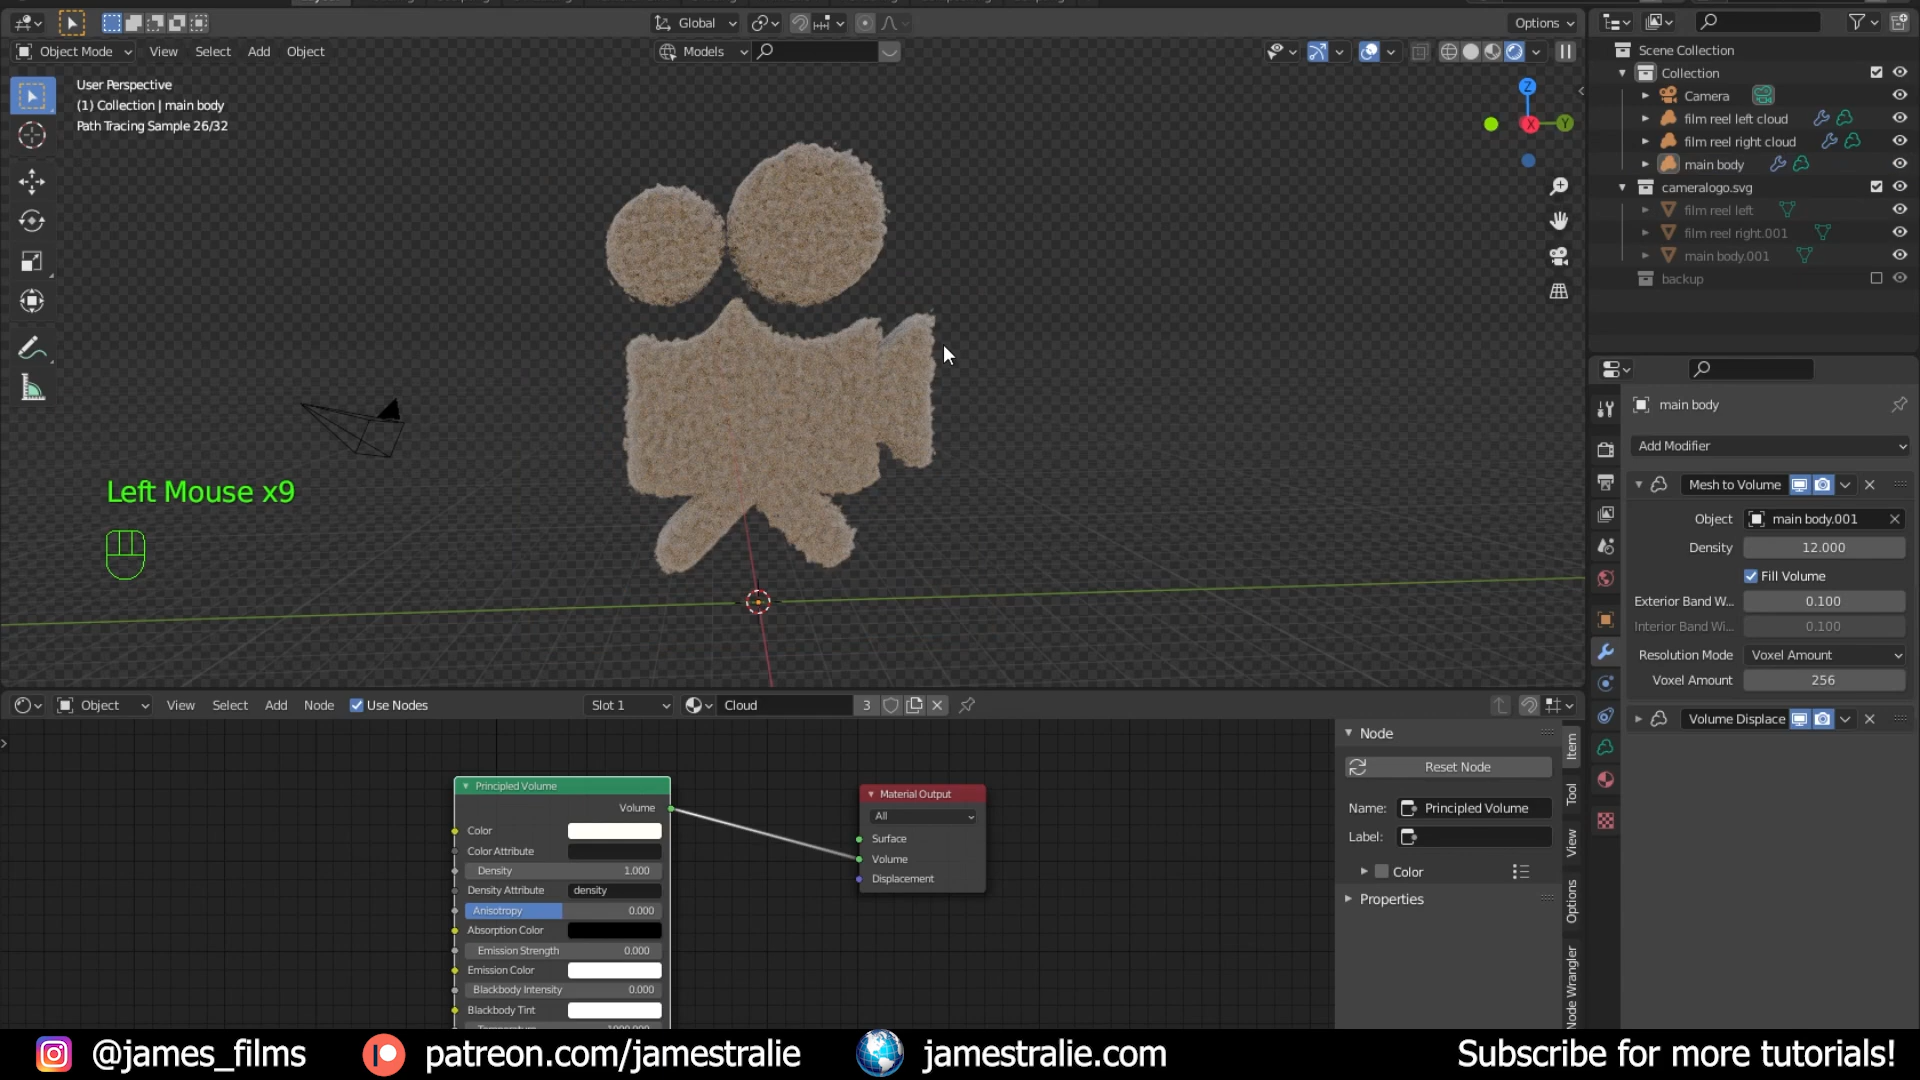 Global
Options
Object Mode
View
Select
Add
Object
Models
User Perspective
(1) Collection | main body
Path Tracing Sample 26/32
Z
X
Y
Left Mouse x9
Scene Collection
Collection
Camera
film reel left cloud
film reel right cloud
main body
cameralogo.svg
film reel left
film reel right.001
main body.001
backup
main body
Add Modifier
Mesh to Volume
Object
main body.001
Density
12.000
Fill Volume
Exterior Band W...
0.100
Interior Band Wi...
0.100
Resolution Mode
Voxel Amount
Voxel Amount
256
Volume Displace
Object
View
Select
Add
Node
Use Nodes
Slot 1
Cloud
3
Principled Volume
Volume
Color
Color Attribute
Density
1.000
Density Attribute
density
Anisotropy
0.000
Absorption Color
Emission Strength
0.000
Emission Color
Blackbody Intensity
0.000
Blackbody Tint
Material Output
All
Surface
Volume
Displacement
Node
Reset Node
Name:
Principled Volume
Label:
Color
Properties
Item
Tool
View
Options
Node Wrangler
@james_films
patreon.com/jamestralie
jamestralie.com
Subscribe for more tutorials!